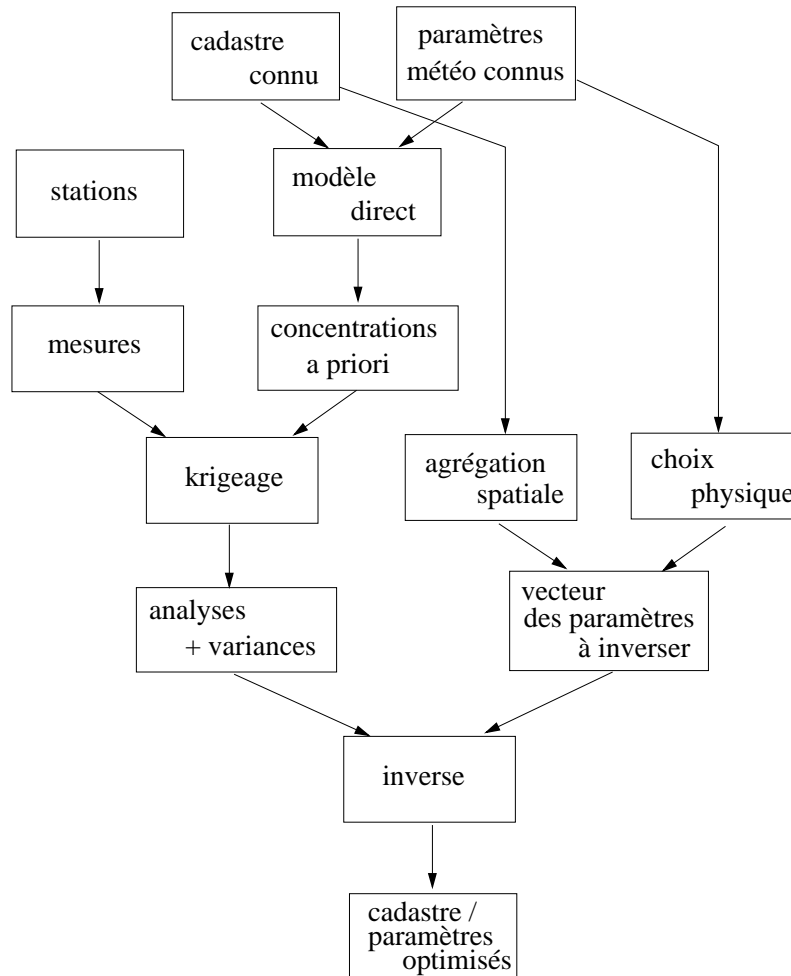 cadastre
connu
paramètres
météo connus
stations
modèle
direct
mesures
concentrations
a priori
krigeage
agrégation
spatiale
choix
physique
analyses
+ variances
vecteur
des paramètres
à inverser
inverse
cadastre /
paramètres
optimisés